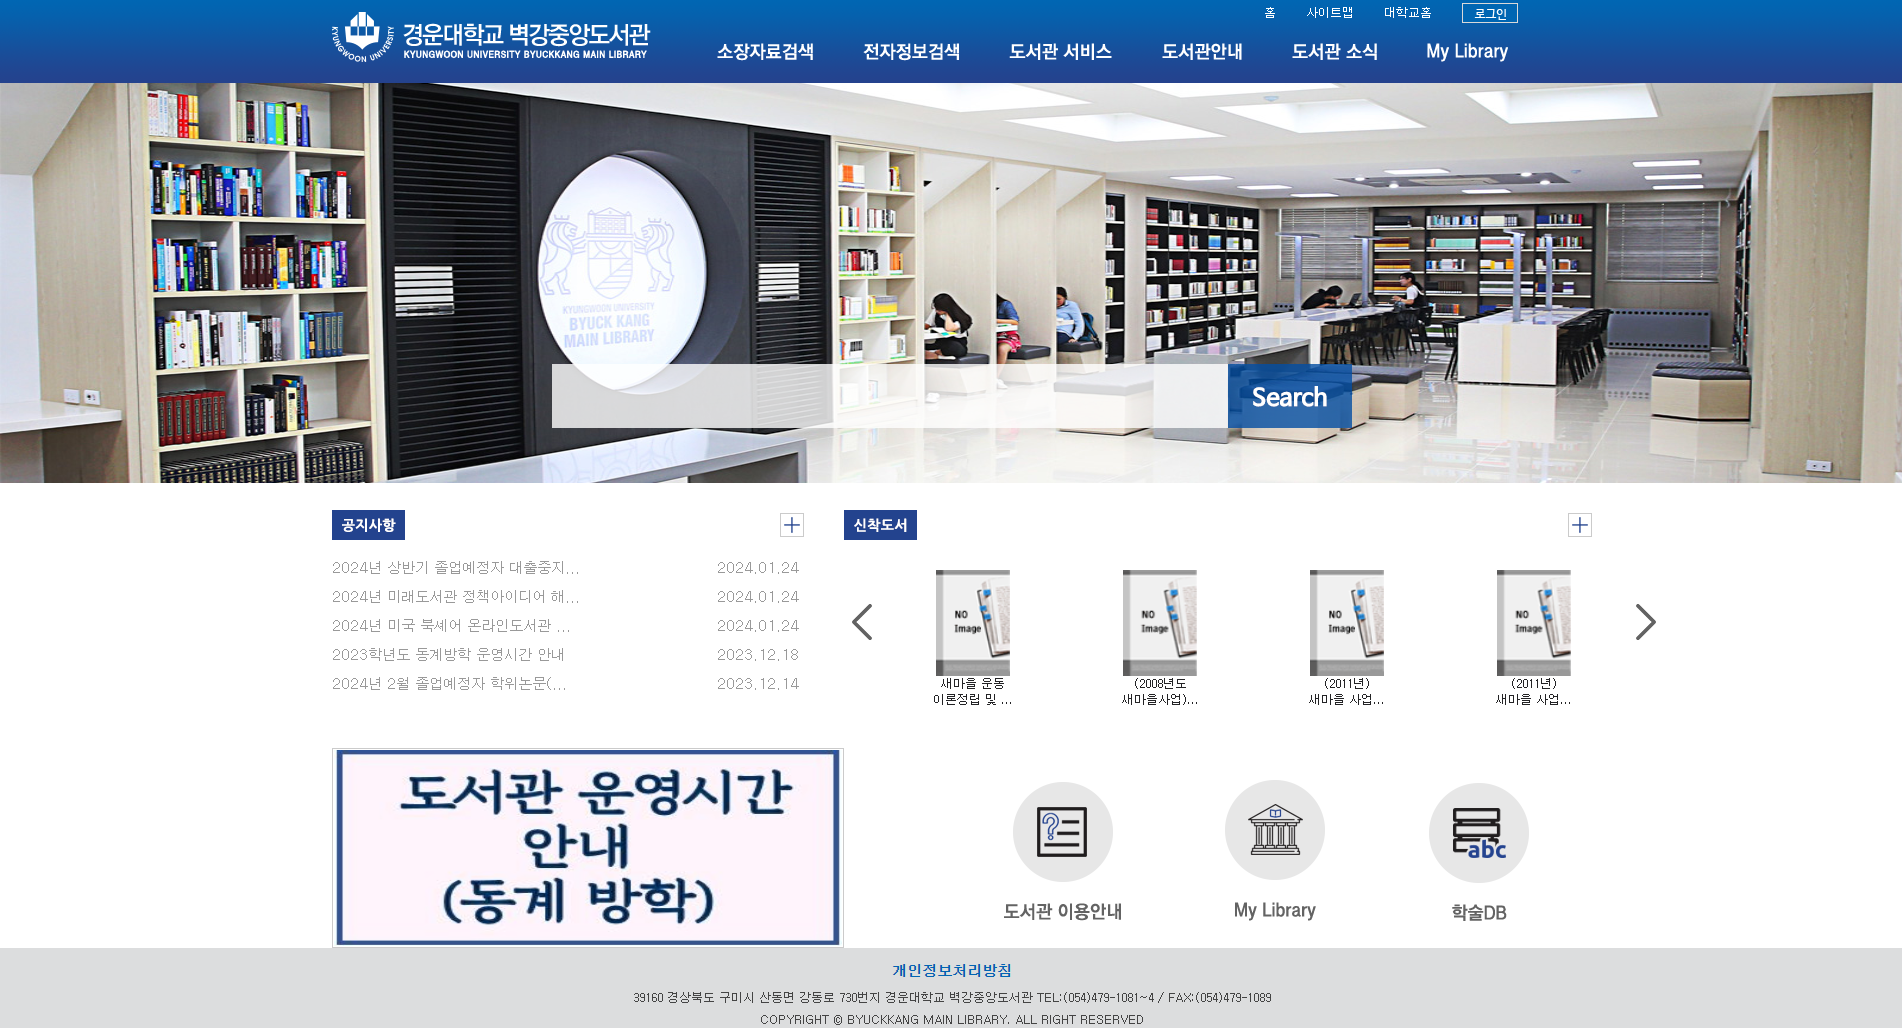 홈 사이트맵 대학교홈 로그인
경운대학교 벽강중앙도서관
KYUNGWOON UNIVERSITY BYUCKKANG MAIN LIBRARY
KYUNGWOON UNIVERSITY
소장자료검색 전자정보검색 도서관 서비스 도서관안내 도서관 소식 My Library
KYUNGWOON UNIVERSITY
BYUCK KANG
MAIN LIBRARY
Search
공지사항
2024년 상반기 졸업예정자 대출중지... 2024.01.24
2024년 미래도서관 정책아이디어 해... 2024.01.24
2024년 미국 북셰어 온라인도서관 ... 2024.01.24
2023학년도 동계방학 운영시간 안내 2023.12.18
2024년 2월 졸업예정자 학위논문(... 2023.12.14
신착도서
NO Image
새마을 운동
이론정립 및 ...
NO Image
(2008년도
새마을사업)...
NO Image
(2011년)
새마을 사업...
NO Image
(2011년)
새마을 사업...
도서관 운영시간
안내
(동계 방학)
abc
도서관 이용안내 My Library 학술DB
개인정보처리방침
39160 경상북도 구미시 산동면 강동로 730번지 경운대학교 벽강중앙도서관 TEL:(054)479-1081~4 / FAX:(054)479-1089
COPYRIGHT © BYUCKKANG MAIN LIBRARY. ALL RIGHT RESERVED